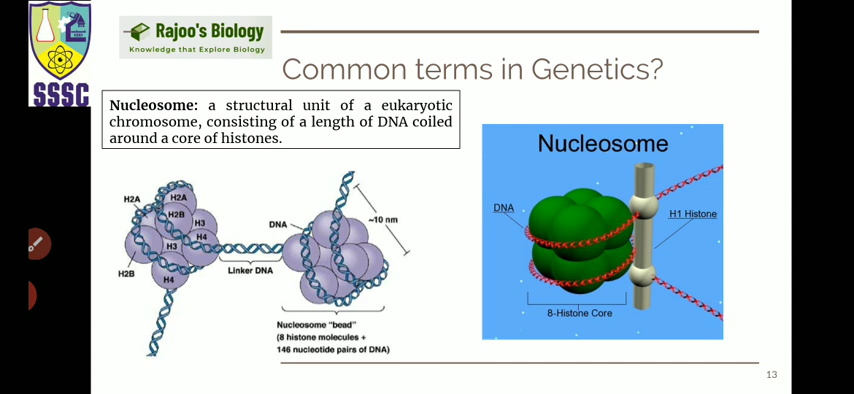 Rajoo's Biology
Knowledge that Explore Biology
SSSC
Common terms in Genetics?
Nucleosome: a structural unit of a eukaryotic
chromosome, consisting of a length of DNA coiled
around a core of histones.
H2A
H2A
H2B
H3
H4
H3
H2B
H4
Linker DNA
DNA
~10 nm
Nucleosome "bead"
(8 histone molecules +
146 nucleotide pairs of DNA)
Nucleosome
DNA
H1 Histone
8-Histone Core
13